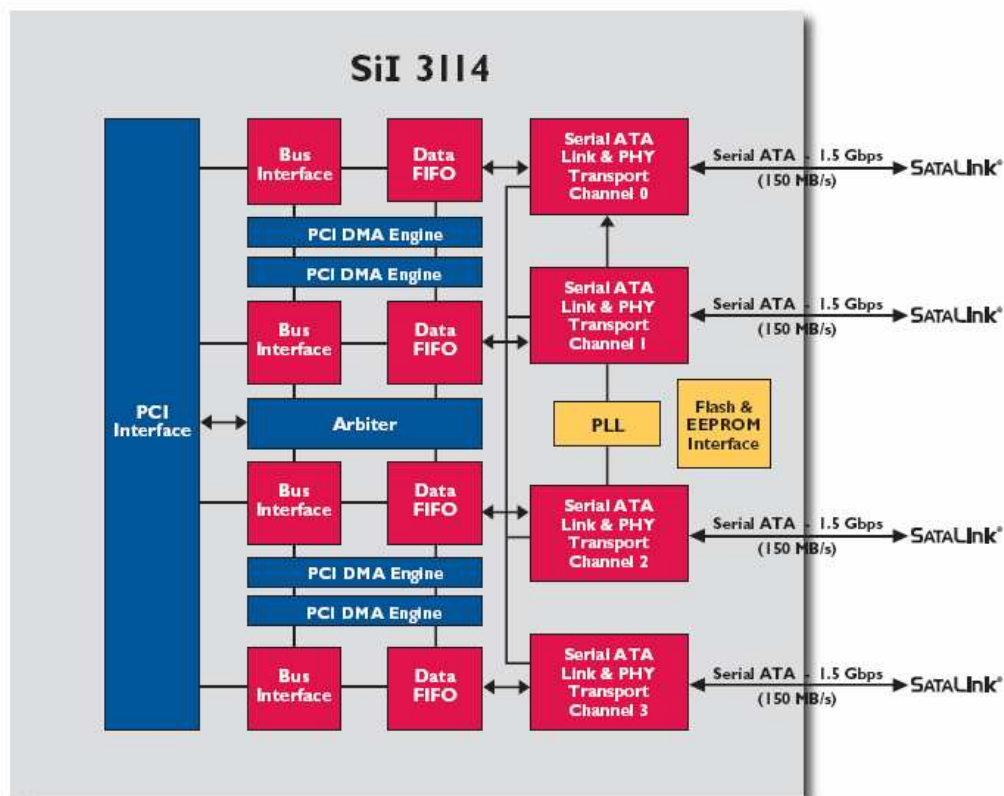 SiI 3114
PCI
Interface
Bus
Interface
Data
FIFO
Serial ATA
Link & PHY
Transport
Channel 0
Serial ATA - 1.5 Gbps
(150 MB/s)
SATALink®
PCI DMA Engine
PCI DMA Engine
Bus
Interface
Data
FIFO
Serial ATA
Link & PHY
Transport
Channel 1
Serial ATA - 1.5 Gbps
(150 MB/s)
SATALink®
Arbiter
PLL
Flash &
EEPROM
Interface
Bus
Interface
Data
FIFO
Serial ATA
Link & PHY
Transport
Channel 2
Serial ATA - 1.5 Gbps
(150 MB/s)
SATALink®
PCI DMA Engine
PCI DMA Engine
Bus
Interface
Data
FIFO
Serial ATA
Link & PHY
Transport
Channel 3
Serial ATA - 1.5 Gbps
(150 MB/s)
SATALink®